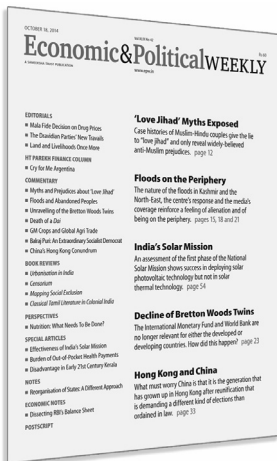 OCTOBER 18, 2014
Vol XLIX No 42
₹60
Economic&PoliticalWEEKLY
A SAMEEKSHA TRUST PUBLICATION
www.epw.in
EDITORIALS
■ Mala Fide Decision on Drug Prices
■ The Dravidian Parties' New Travails
■ Land and Livelihoods Once More
HT PAREKH FINANCE COLUMN
■ Cry for Me Argentina
COMMENTARY
■ Myths and Prejudices about 'Love Jihad'
■ Floods and Abandoned Peoples
■ Unraveling of the Bretton Woods Twins
■ Death of a Doi
■ GM Crops and Global Agri Trade
■ Balraj Puri: An Extraordinary Socialist Democrat
■ China's Hong Kong Conundrum
BOOK REVIEWS
■ Urbanisation in India
■ Censorium
■ Mapping Social Exclusion
■ Classical Tamil Literature in Colonial India
PERSPECTIVES
■ Nutrition: What Needs To Be Done?
SPECIAL ARTICLES
■ Effectiveness of India's Solar Mission
■ Burden of Out-of-Pocket Health Payments
■ Disadvantage in Early 21st Century Kerala
NOTES
■ Reorganisation of States: A Different Approach
ECONOMIC NOTES
■ Dissecting RBI's Balance Sheet
POSTSCRIPT
'Love Jihad' Myths Exposed
Case histories of Muslim-Hindu couples give the lie
to "love jihad" and only reveal widely-believed
anti-Muslim prejudices. page 12
Floods on the Periphery
The nature of the floods in Kashmir and the
North-East, the centre's response and the media's
coverage reinforce a feeling of alienation and of
being on the periphery. pages 15, 18 and 21
India's Solar Mission
An assessment of the first phase of the National
Solar Mission shows success in deploying solar
photovoltaic technology but not in solar
thermal technology. page 54
Decline of Bretton Woods Twins
The International Monetary Fund and World Bank are
no longer relevant for either the developed or
developing countries. How did this happen? page 23
Hong Kong and China
What must worry China is that it is the generation that
has grown up in Hong Kong after reunification that
is demanding a different kind of elections than
ordained in law. page 33